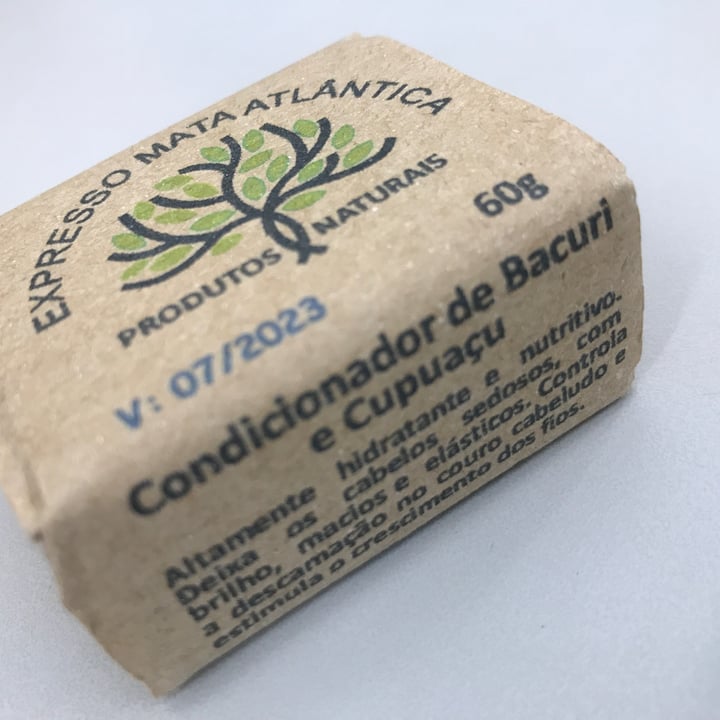 EXPRESSO MATA ATLÂNTICA
PRODUTOS NATURAIS
60g
V: 07/2023
Condicionador de Bacuri
e Cupuaçu
Altamente hidratante e nutritivo.
Deixa os cabelos sedosos, com
brilho, macios e elásticos. Controla
a descamação no couro cabeludo e
estimula o crescimento dos fios.